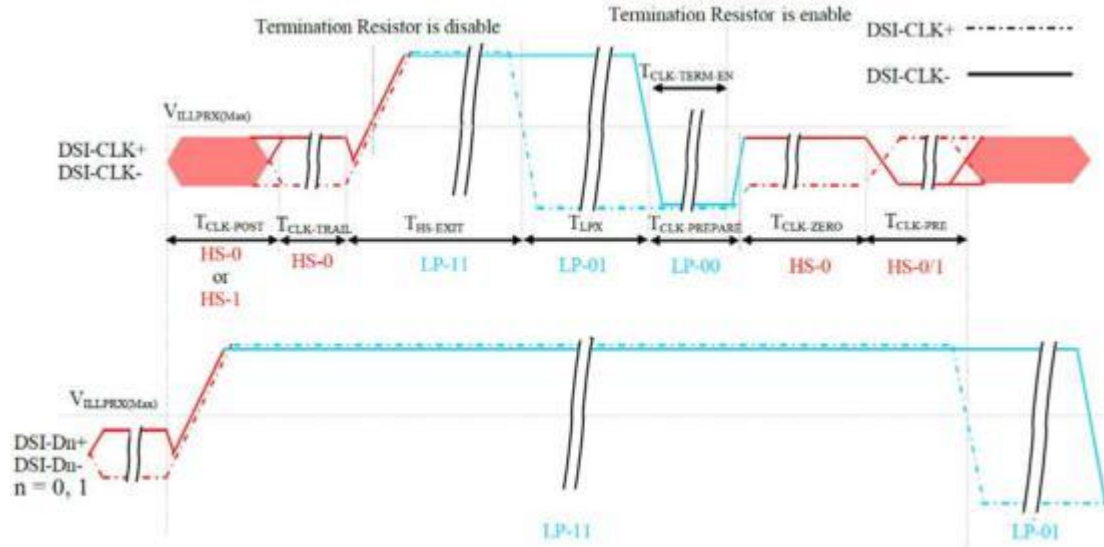 Termination Resistor is disable
Termination Resistor is enable
DSI-CLK+
DSI-CLK-
TCLK-TERM-EN
VILLPRX(Max)
DSI-CLK+
DSI-CLK-
TCLK-POST
TCLK-TRAIL
THS-EXIT
TLPX
TCLK-PREPARE
TCLK-ZERO
TCLK-PRE
HS-0
or
HS-1
HS-0
LP-11
LP-01
LP-00
HS-0
HS-0/1
VILLPRX(Max)
DSI-Dn+
DSI-Dn-
n = 0, 1
LP-11
LP-01